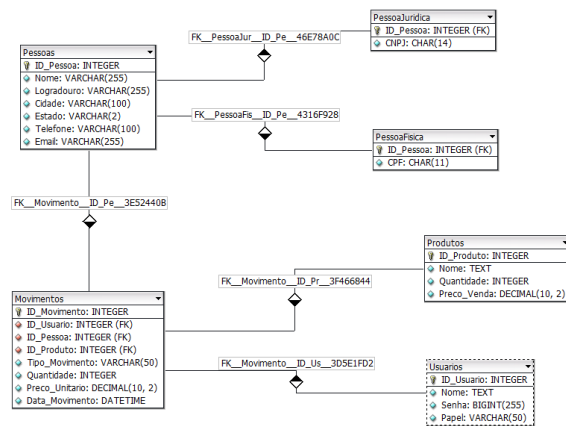 PessoaJuridica
ID_Pessoa: INTEGER (FK)
CNPJ: CHAR(14)
FK__PessoaJur__ID_Pe__46E78A0C
Pessoas
ID_Pessoa: INTEGER
Nome: VARCHAR(255)
Logradouro: VARCHAR(255)
Cidade: VARCHAR(100)
Estado: VARCHAR(2)
Telefone: VARCHAR(100)
Email: VARCHAR(255)
FK__PessoaFis__ID_Pe__4316F928
PessoaFisica
ID_Pessoa: INTEGER (FK)
CPF: CHAR(11)
FK__Movimento__ID_Pe__3E52440B
Produtos
ID_Produto: INTEGER
Nome: TEXT
Quantidade: INTEGER
Preco_Venda: DECIMAL(10, 2)
FK__Movimento__ID_Pr__3F466844
Movimentos
ID_Movimento: INTEGER
ID_Usuario: INTEGER (FK)
ID_Pessoa: INTEGER (FK)
ID_Produto: INTEGER (FK)
Tipo_Movimento: VARCHAR(50)
Quantidade: INTEGER
Preco_Unitario: DECIMAL(10, 2)
Data_Movimento: DATETIME
FK__Movimento__ID_Us__3D5E1FD2
Usuarios
ID_Usuario: INTEGER
Nome: TEXT
Senha: BIGINT(255)
Papel: VARCHAR(50)